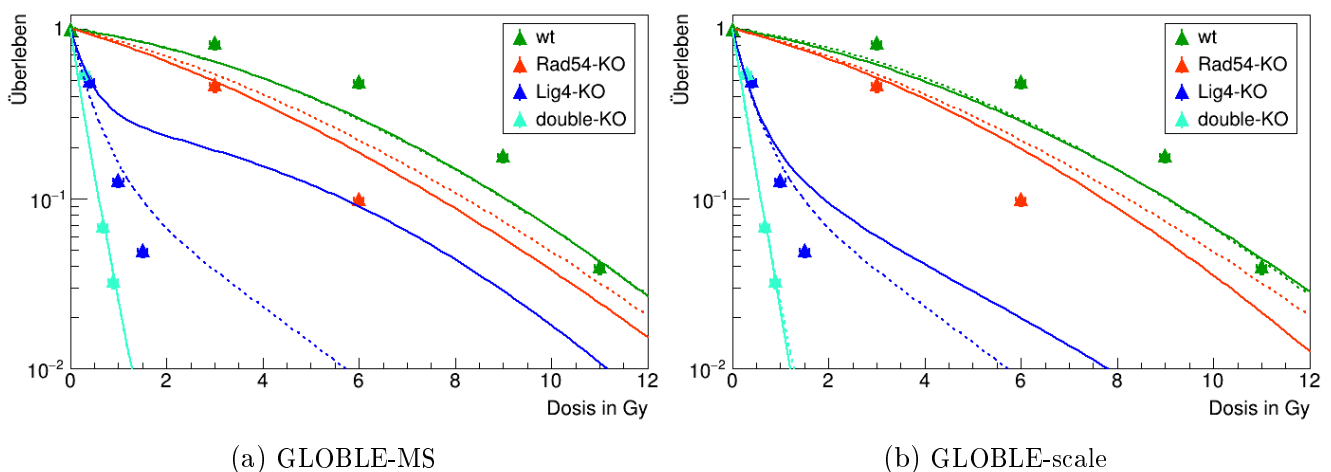 Überleben
1
10⁻¹
10⁻²
0 2 4 6 8 10 12
Dosis in Gy
wt
Rad54-KO
Lig4-KO
double-KO
(a) GLOBLE-MS
Überleben
1
10⁻¹
10⁻²
0 2 4 6 8 10 12
Dosis in Gy
wt
Rad54-KO
Lig4-KO
double-KO
(b) GLOBLE-scale